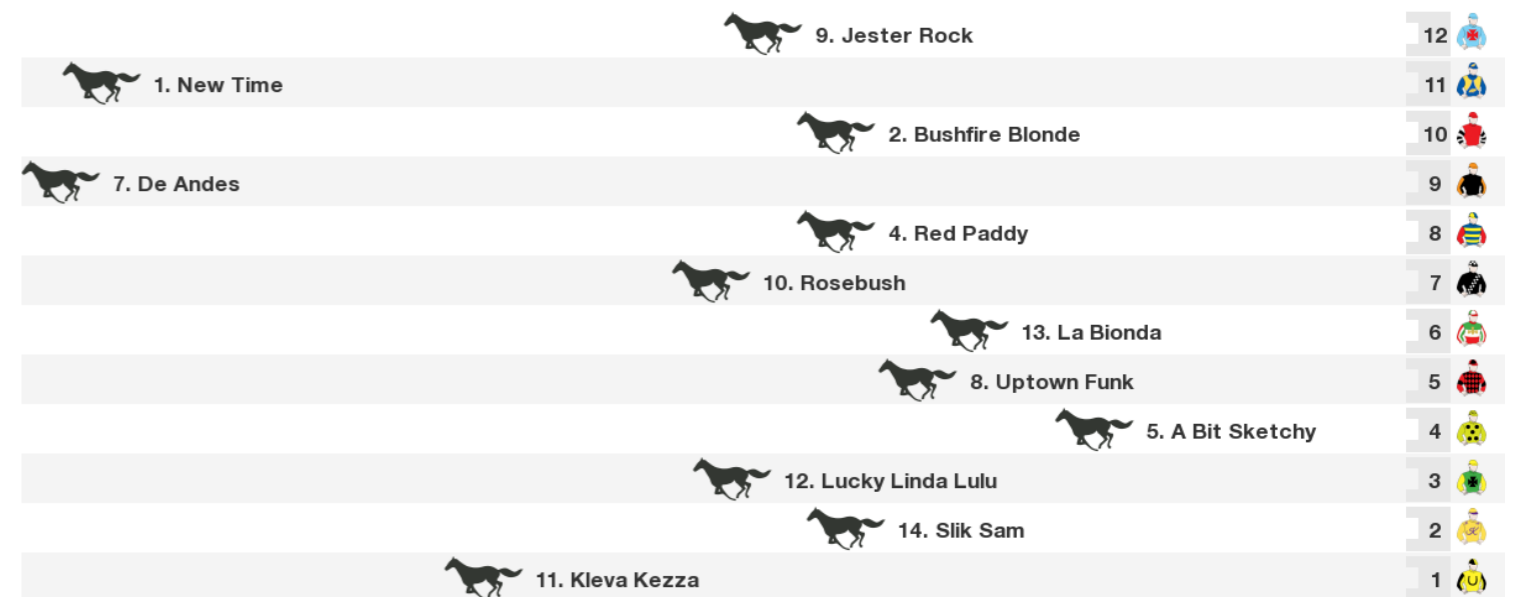 9. Jester Rock 12
1. New Time 11
2. Bushfire Blonde 10
7. De Andes 9
4. Red Paddy 8
10. Rosebush 7
13. La Bionda 6
8. Uptown Funk 5
5. A Bit Sketchy 4
12. Lucky Linda Lulu 3
14. Slik Sam 2
11. Kleva Kezza 1